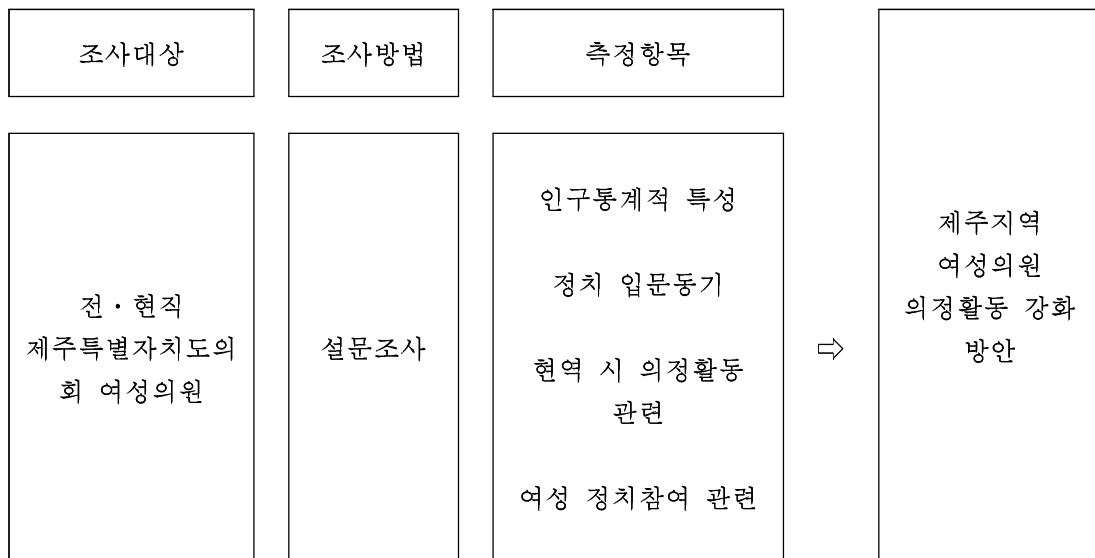 조사대상
조사방법
측정항목
전·현직
제주특별자치도의
회 여성의원
설문조사
인구통계적 특성
정치 입문동기
현역 시 의정활동
관련
여성 정치참여 관련
⇨
제주지역
여성의원
의정활동 강화
방안